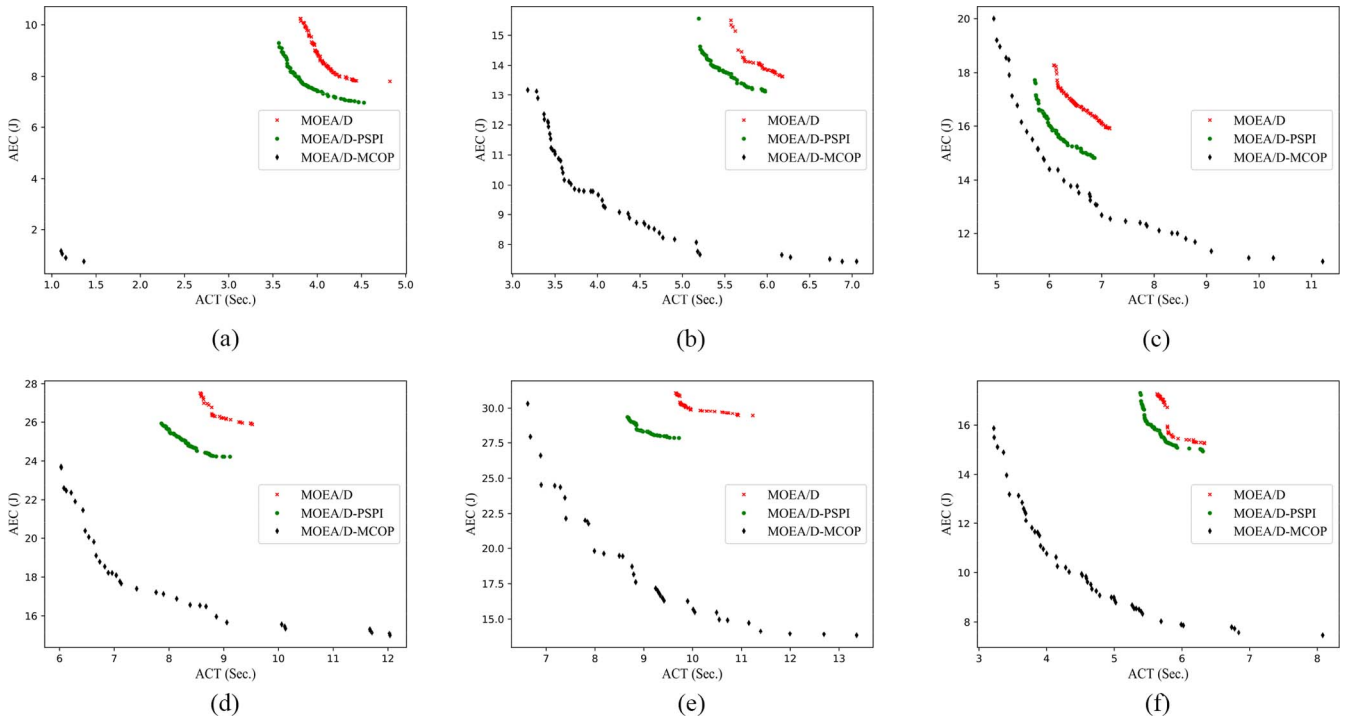 10
8
6
4
2
AEC (J)
MOEA/D
MOEA/D-PSPI
MOEA/D-MCOP
1.0 1.5 2.0 2.5 3.0 3.5 4.0 4.5 5.0
ACT (Sec.)
(a)
15
14
13
12
11
10
9
8
AEC (J)
MOEA/D
MOEA/D-PSPI
MOEA/D-MCOP
3.0 3.5 4.0 4.5 5.0 5.5 6.0 6.5 7.0
ACT (Sec.)
(b)
20
18
16
14
12
AEC (J)
MOEA/D
MOEA/D-PSPI
MOEA/D-MCOP
5 6 7 8 9 10 11
ACT (Sec.)
(c)
28
26
24
22
20
18
16
AEC (J)
MOEA/D
MOEA/D-PSPI
MOEA/D-MCOP
6 7 8 9 10 11 12
ACT (Sec.)
(d)
30.0
27.5
25.0
22.5
20.0
17.5
15.0
AEC (J)
MOEA/D
MOEA/D-PSPI
MOEA/D-MCOP
7 8 9 10 11 12 13
ACT (Sec.)
(e)
16
14
12
10
8
AEC (J)
MOEA/D
MOEA/D-PSPI
MOEA/D-MCOP
3 4 5 6 7 8
ACT (Sec.)
(f)